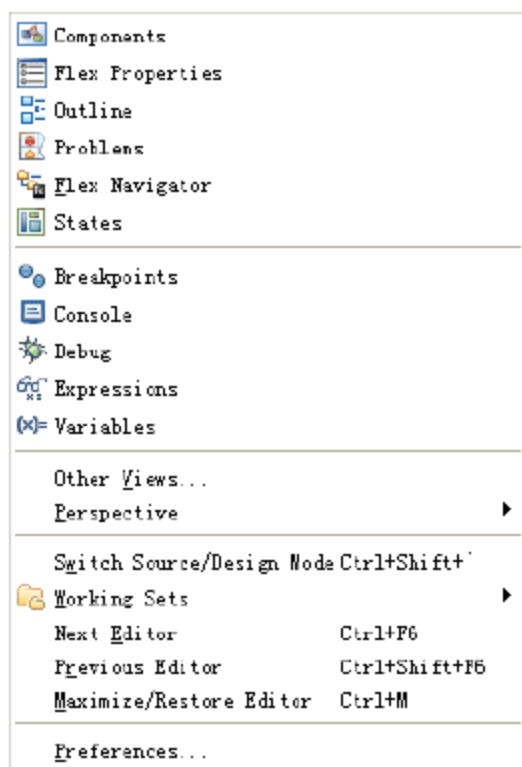 Components
Flex Properties
Outline
Problems
Flex Navigator
States
Breakpoints
Console
Debug
Expressions
Variables
Other Views...
Perspective
Switch Source/Design Mode Ctrl+Shift+`
Working Sets
Next Editor Ctrl+F6
Previous Editor Ctrl+Shift+F6
Maximize/Restore Editor Ctrl+M
Preferences...